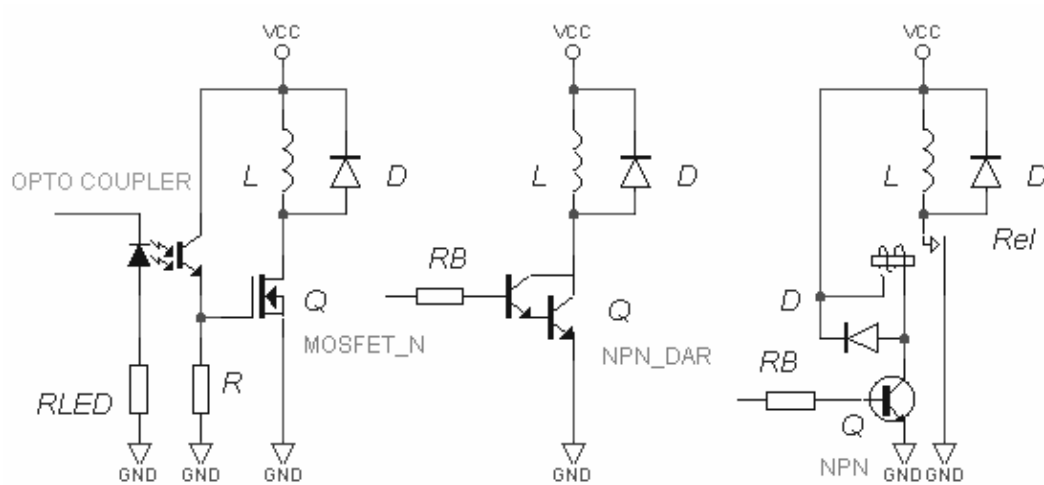 VCC
L
D
OPTO COUPLER
Q
MOSFET_N
RLED
R
GND
GND
GND
VCC
L
D
RB
Q
NPN_DAR
GND
VCC
L
D
Rel
D
RB
Q
NPN
GND
GND